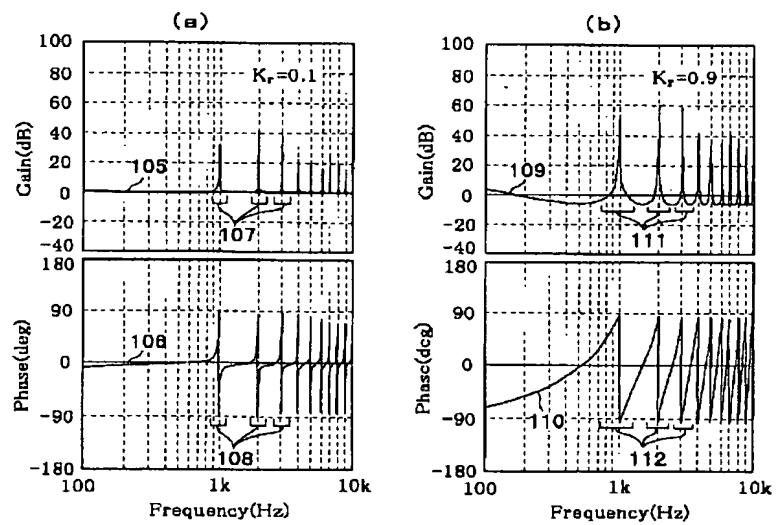 (a)
Gain(dB)
100
80
60
40
20
0
-20
-40
K_r=0.1
105
107
Phase(deg)
180
90
0
-90
-180
106
108
100
1k
10k
Frequency(Hz)
(b)
Gain(dB)
100
80
60
40
20
0
-20
-40
K_r=0.9
109
111
Phase(deg)
180
90
0
-90
-180
110
112
100
1k
10k
Frequency(Hz)